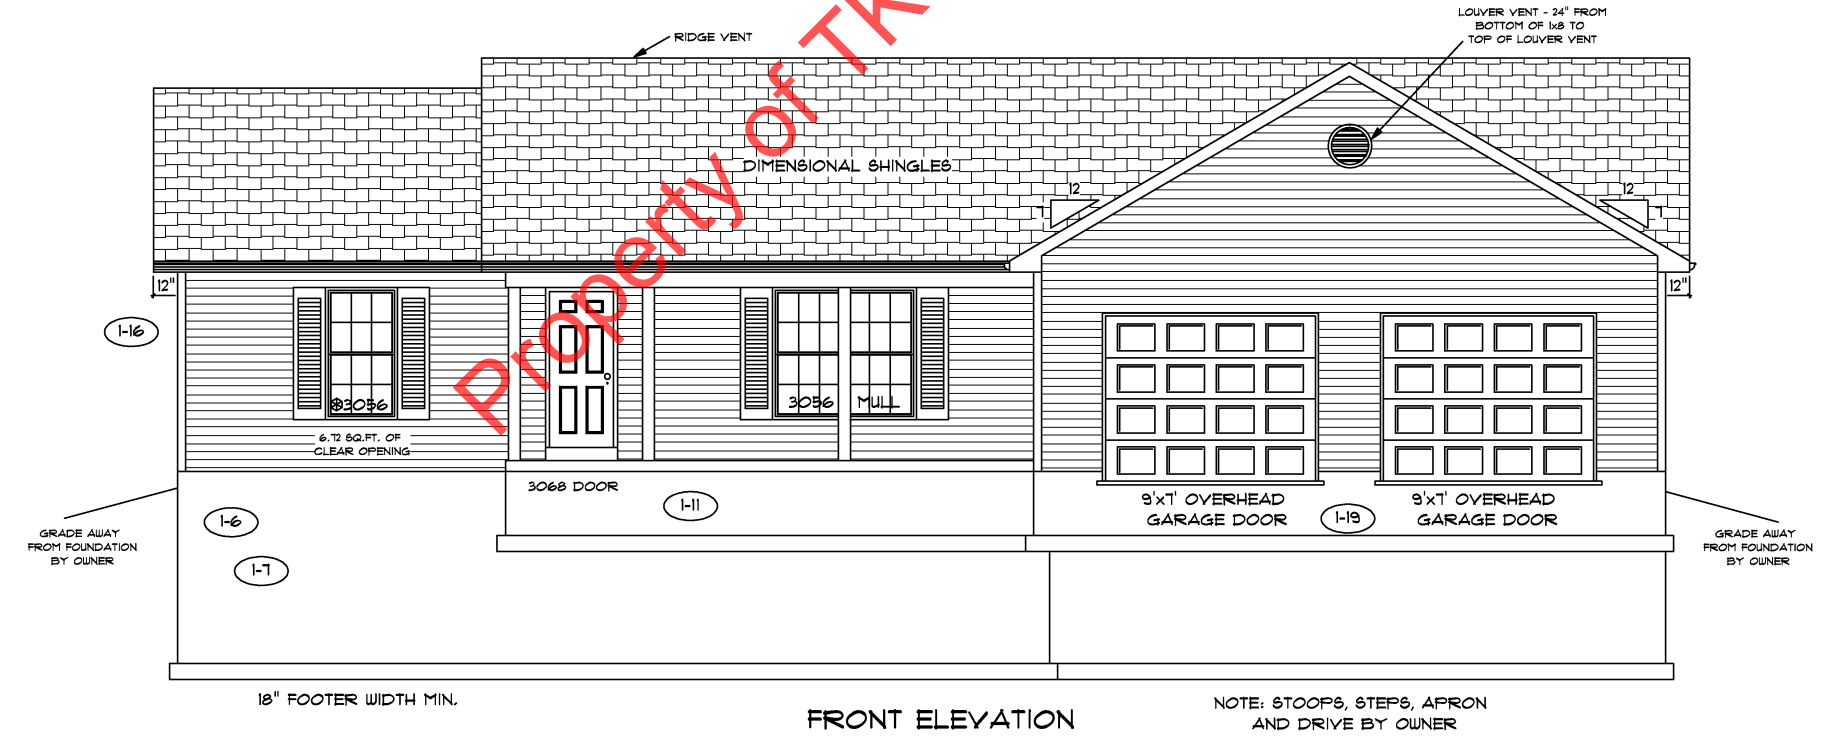 LOUVER VENT - 24" FROM
BOTTOM OF 1x8 TO
TOP OF LOUVER VENT
RIDGE VENT
Property of TK
DIMENSIONAL SHINGLES
12
7
12
7
12"
12"
1-16
3056
3056 MULL
6.72 SQ.FT. OF
CLEAR OPENING
3068 DOOR
1-11
9'x7' OVERHEAD
GARAGE DOOR
1-19
9'x7' OVERHEAD
GARAGE DOOR
GRADE AWAY
FROM FOUNDATION
BY OWNER
1-6
1-7
GRADE AWAY
FROM FOUNDATION
BY OWNER
18" FOOTER WIDTH MIN.
FRONT ELEVATION
NOTE: STOOPS, STEPS, APRON
AND DRIVE BY OWNER